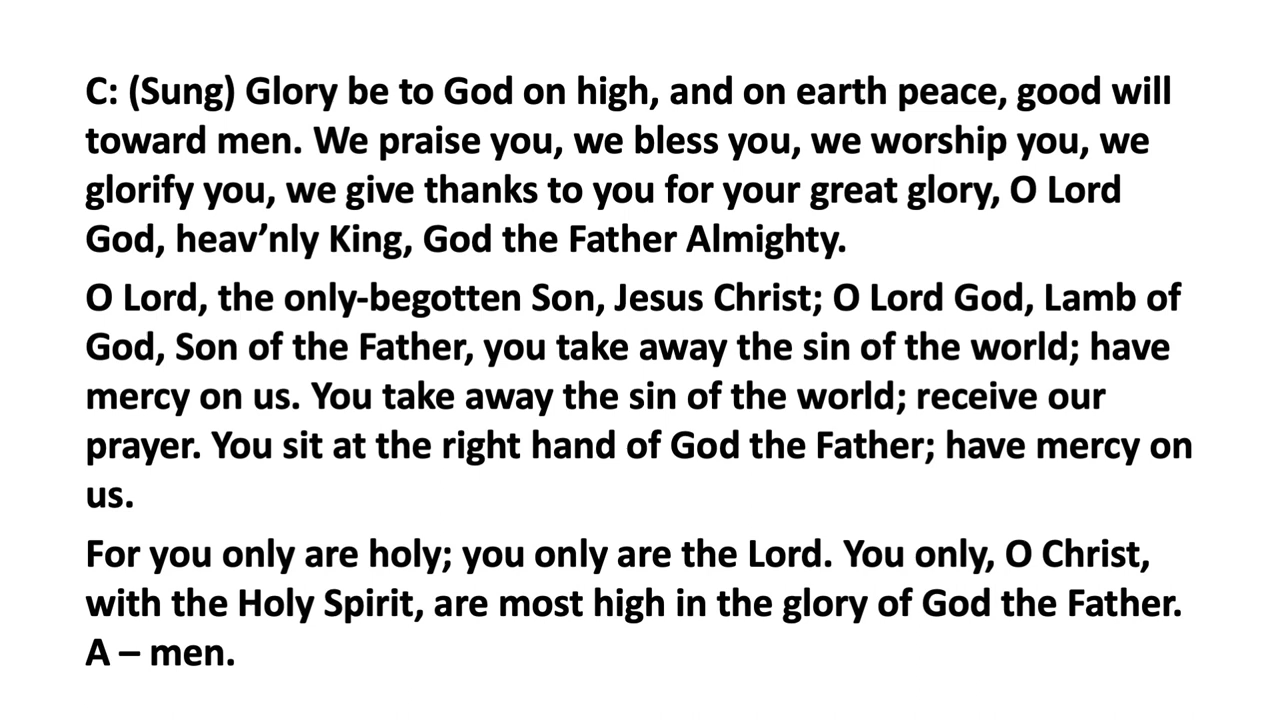 C: (Sung) Glory be to God on high, and on earth peace, good will
toward men. We praise you, we bless you, we worship you, we
glorify you, we give thanks to you for your great glory, O Lord
God, heav’nly King, God the Father Almighty.
O Lord, the only-begotten Son, Jesus Christ; O Lord God, Lamb of
God, Son of the Father, you take away the sin of the world; have
mercy on us. You take away the sin of the world; receive our
prayer. You sit at the right hand of God the Father; have mercy on
us.
For you only are holy; you only are the Lord. You only, O Christ,
with the Holy Spirit, are most high in the glory of God the Father.
A – men.